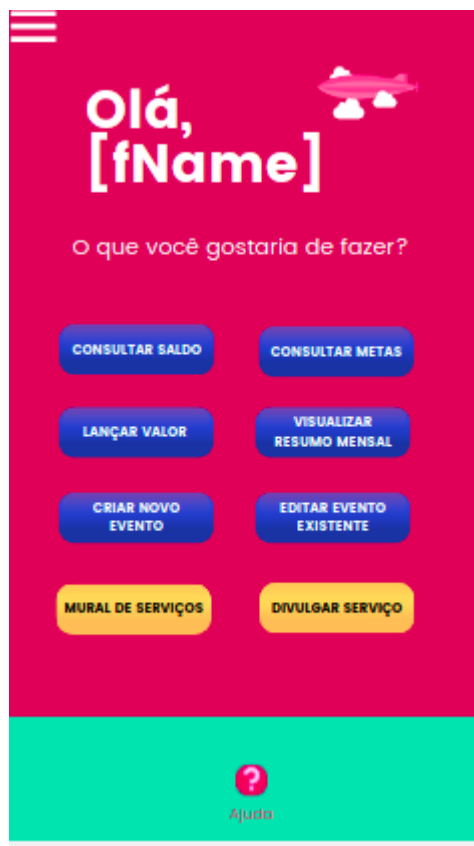 Olá,
[fName]
O que você gostaria de fazer?
CONSULTAR SALDO
CONSULTAR METAS
LANÇAR VALOR
VISUALIZAR
RESUMO MENSAL
CRIAR NOVO
EVENTO
EDITAR EVENTO
EXISTENTE
MURAL DE SERVIÇOS
DIVULGAR SERVIÇO
?
Ajuda